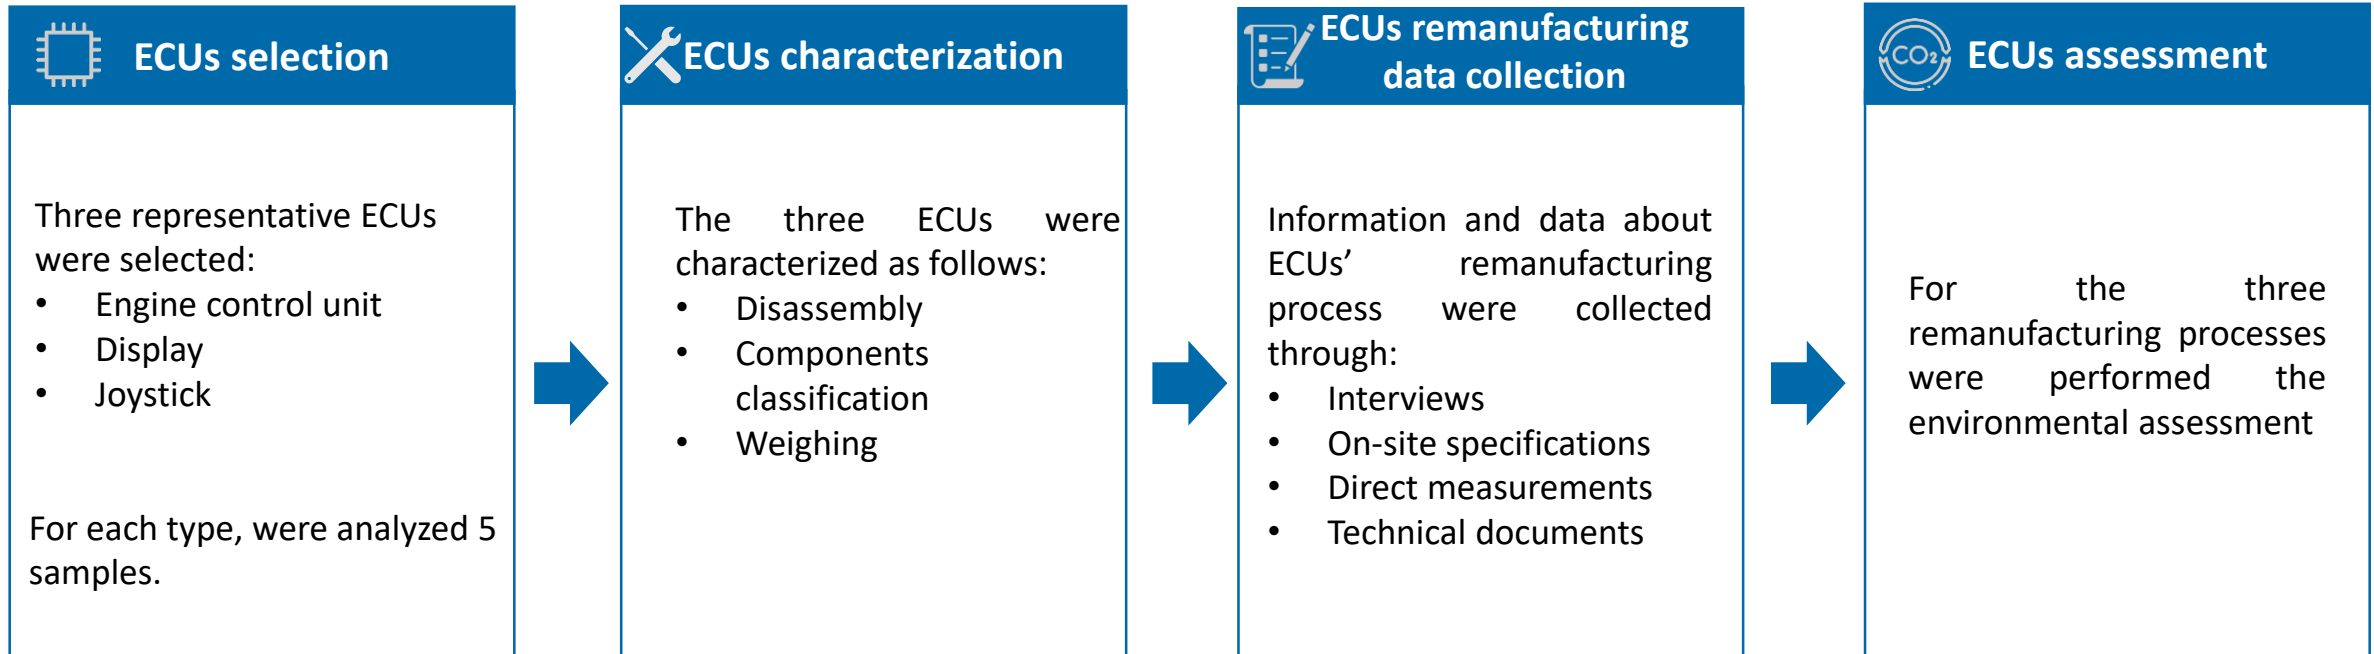 ECUs selection
Three representative ECUs
were selected:
• Engine control unit
• Display
• Joystick
For each type, were analyzed 5
samples.
ECUs characterization
The three ECUs were
characterized as follows:
• Disassembly
• Components
classification
• Weighing
ECUs remanufacturing
data collection
Information and data about
ECUs’ remanufacturing
process were collected
through:
• Interviews
• On-site specifications
• Direct measurements
• Technical documents
CO2
ECUs assessment
For the three
remanufacturing processes
were performed the
environmental assessment